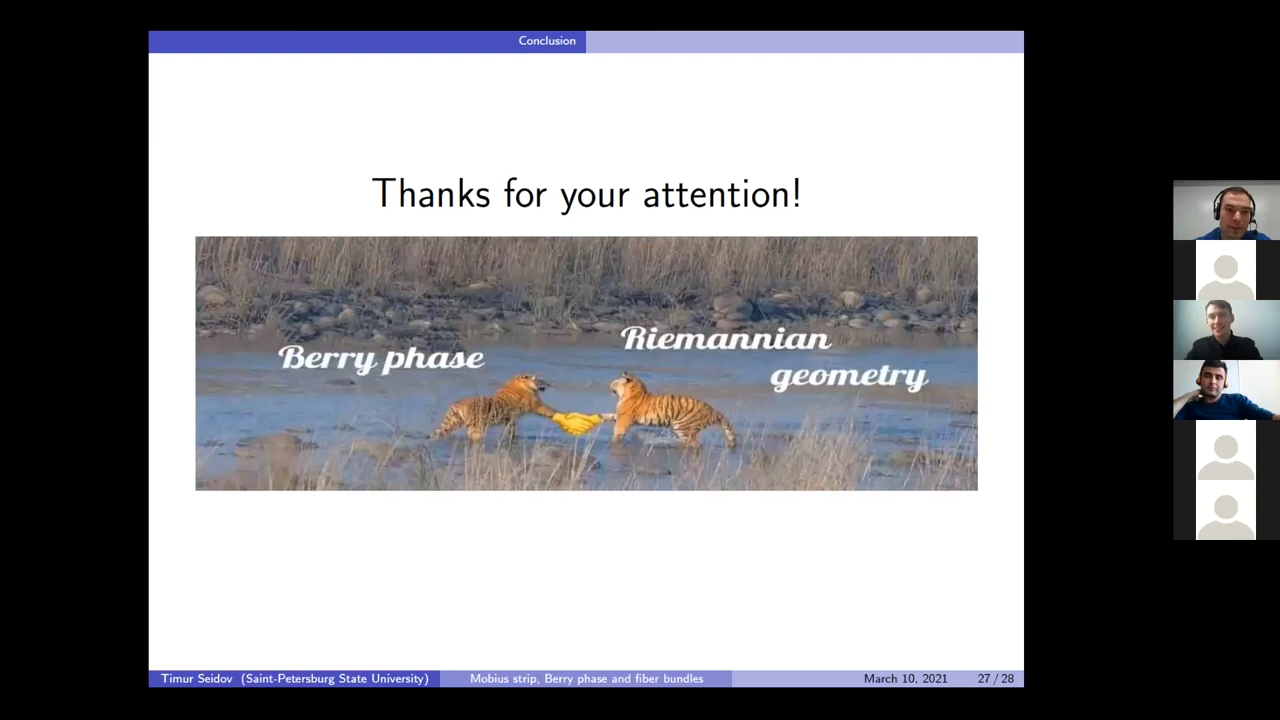 Conclusion
Thanks for your attention!
Berry phase
Riemannian
geometry
Timur Seidov (Saint-Petersburg State University) Mobius strip, Berry phase and fiber bundles March 10, 2021 27 / 28